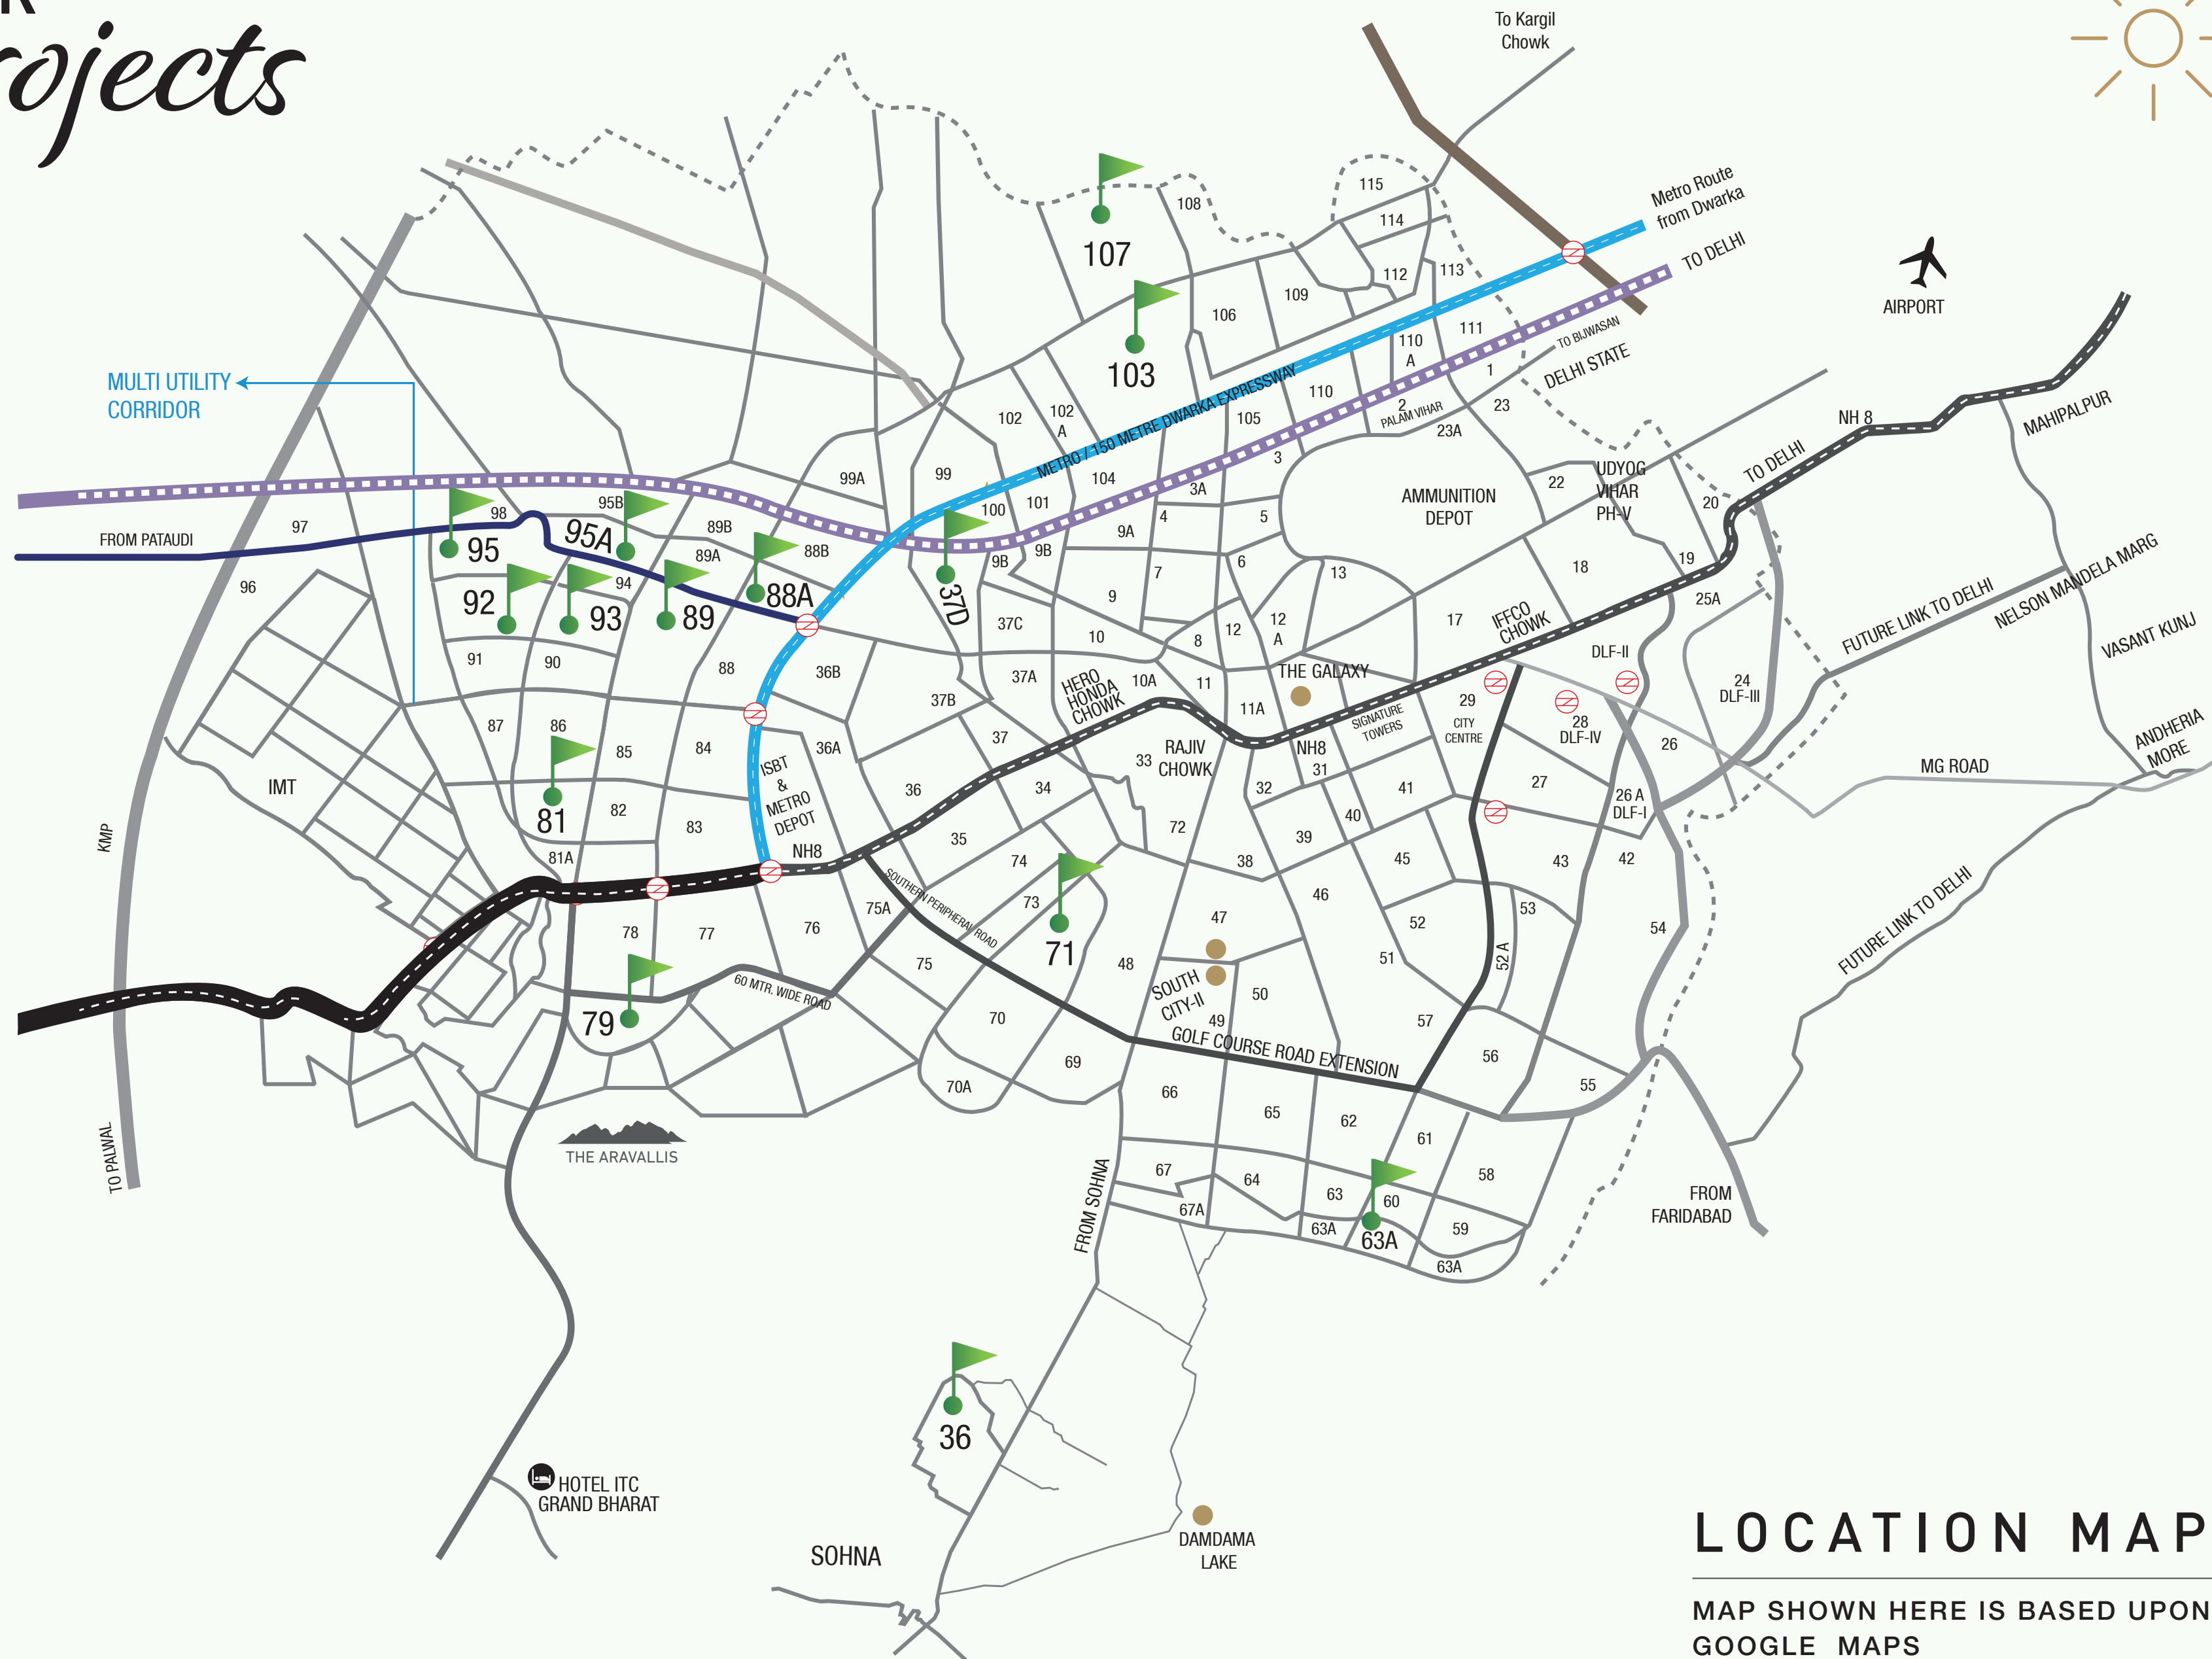 R
rojects
To Kargil
Chowk
Metro Route
from Dwarka
TO DELHI
AIRPORT
115
108
114
107
112
113
109
106
111
TO BIJWASAN
DELHI STATE
110
A
1
103
MULTI UTILITY
CORRIDOR
METRO / 150 METRE DWARKA EXPRESSWAY
110
2
PALAM VIHAR
23
23A
102
102
A
105
NH 8
MAHIPALPUR
TO DELHI
3
99A
99
104
3A
101
100
AMMUNITION
DEPOT
22
UDYOG
VIHAR
PH-V
20
97
98
95B
95A
89B
88B
4
5
9A
FROM PATAUDI
95
89A
9B
9B
6
7
13
18
19
96
94
92
93
89
88A
37D
9
25A
NELSON MANDELA MARG
FUTURE LINK TO DELHI
37C
10
8
12
12
A
17
IFFCO
CHOWK
DLF-II
VASANT KUNJ
91
90
88
36B
37A
HERO
HONDA
CHOWK
10A
11
THE GALAXY
24
DLF-III
37B
11A
29
28
DLF-IV
SIGNATURE
TOWERS
CITY
CENTRE
87
86
85
84
36A
37
33
RAJIV
CHOWK
NH8
31
26
ANDHERIA
MORE
MG ROAD
IMT
ISBT
&
METRO
DEPOT
36
34
32
41
27
26 A
DLF-I
81
82
83
72
40
39
KMP
81A
NH8
35
74
38
45
43
42
SOUTHERN PERIPHERAL ROAD
75A
73
46
47
52
53
78
77
76
54
FUTURE LINK TO DELHI
71
75
48
51
52 A
60 MTR. WIDE ROAD
SOUTH
CITY-II
50
79
70
49
57
GOLF COURSE ROAD EXTENSION
56
69
70A
66
65
62
55
61
THE ARAVALLIS
TO PALWAL
67
64
63
60
58
FROM SOHNA
67A
63A
63A
59
63A
FROM
FARIDABAD
36
HOTEL ITC
GRAND BHARAT
SOHNA
DAMDAMA
LAKE
LOCATION MAP
MAP SHOWN HERE IS BASED UPON
GOOGLE MAPS